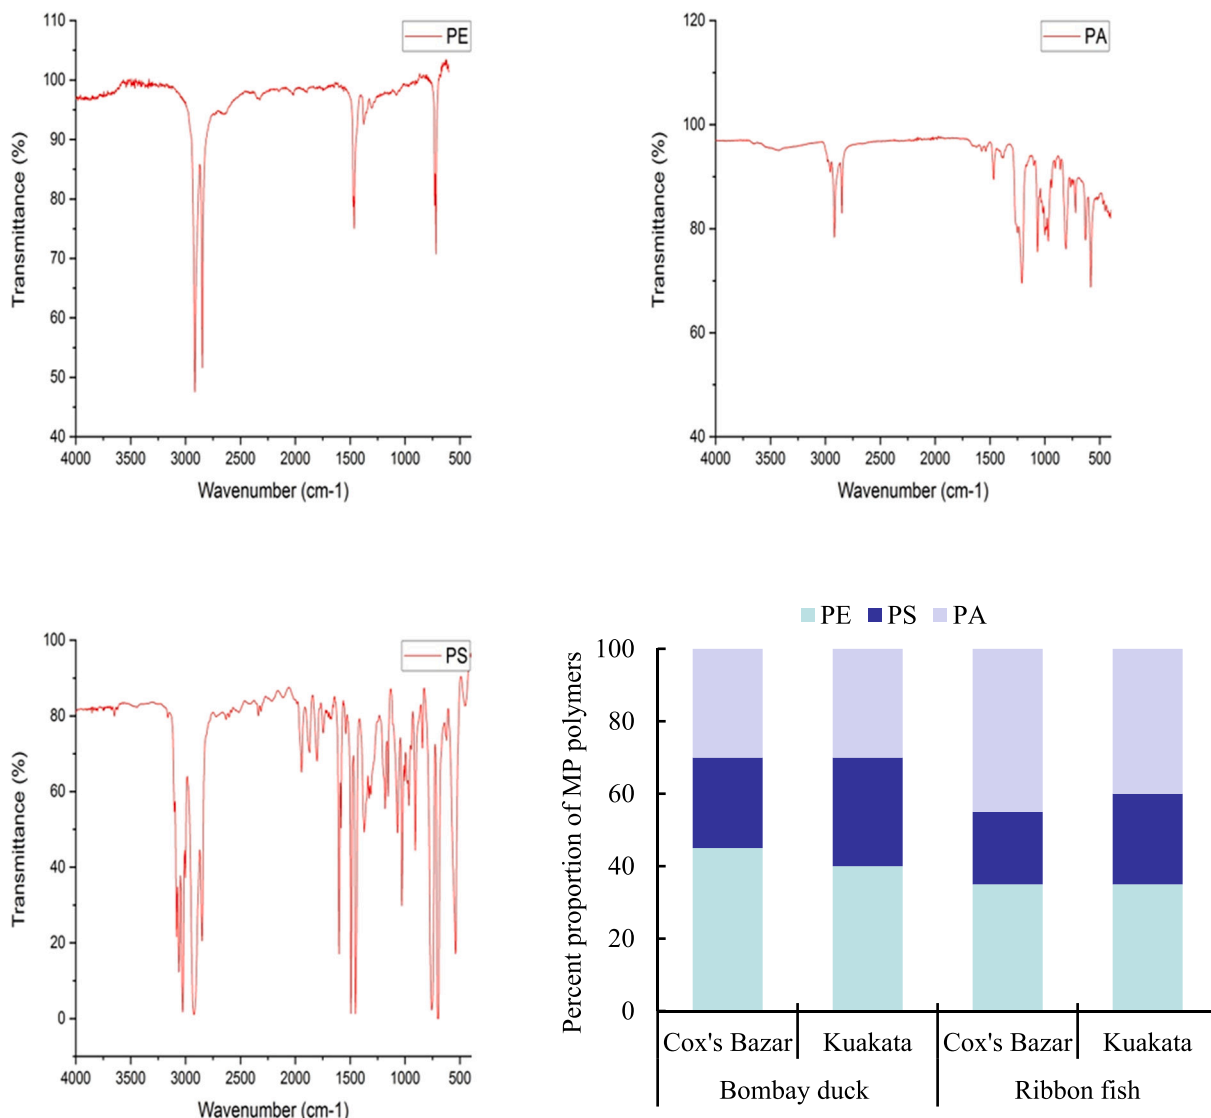 PE
110
100
90
80
70
60
50
40
Transmittance (%)
4000 3500 3000 2500 2000 1500 1000 500
Wavenumber (cm-1)
PA
120
100
80
60
40
Transmittance (%)
4000 3500 3000 2500 2000 1500 1000 500
Wavenumber (cm-1)
PS
100
80
60
40
20
0
Transmittance (%)
4000 3500 3000 2500 2000 1500 1000 500
Wavenumber (cm-1)
PE PS PA
100
80
60
40
20
0
Percent proportion of MP polymers
Cox's Bazar Kuakata Cox's Bazar Kuakata
Bombay duck Ribbon fish